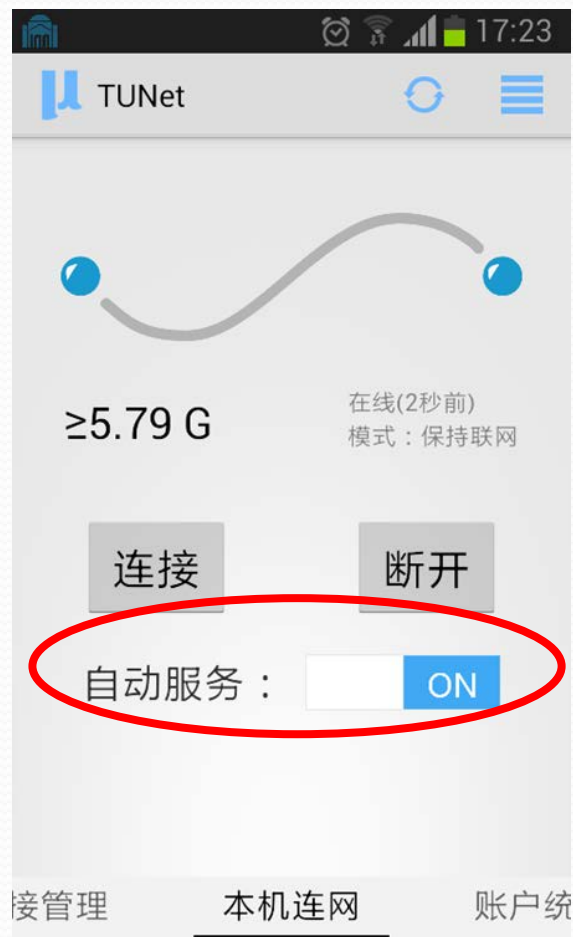 17:23
μ TUNet
≥5.79 G
在线(2秒前)
模式：保持联网
连接 断开
自动服务： ON
接管理 本机连网 账户统